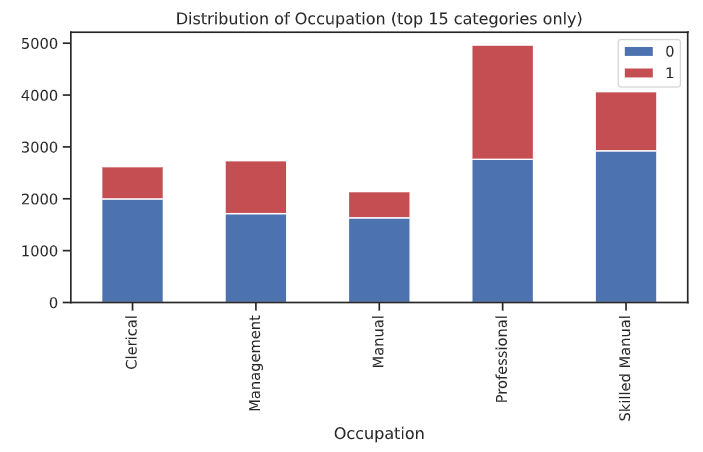 Distribution of Occupation (top 15 categories only)
0
1
5000
4000
3000
2000
1000
0
Clerical
Management
Manual
Professional
Skilled Manual
Occupation